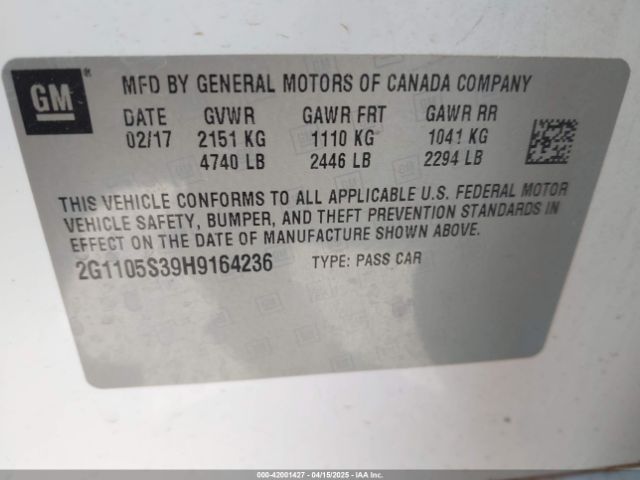 GM
MFD BY GENERAL MOTORS OF CANADA COMPANY
DATE GVWR GAWR FRT GAWR RR
02/17 2151 KG 1110 KG 1041 KG
4740 LB 2446 LB 2294 LB
THIS VEHICLE CONFORMS TO ALL APPLICABLE U.S. FEDERAL MOTOR
VEHICLE SAFETY, BUMPER, AND THEFT PREVENTION STANDARDS IN
EFFECT ON THE DATE OF MANUFACTURE SHOWN ABOVE.
2G1105S39H9164236 TYPE: PASS CAR
000-42001427 - 04/15/2025 - IAAI.COM